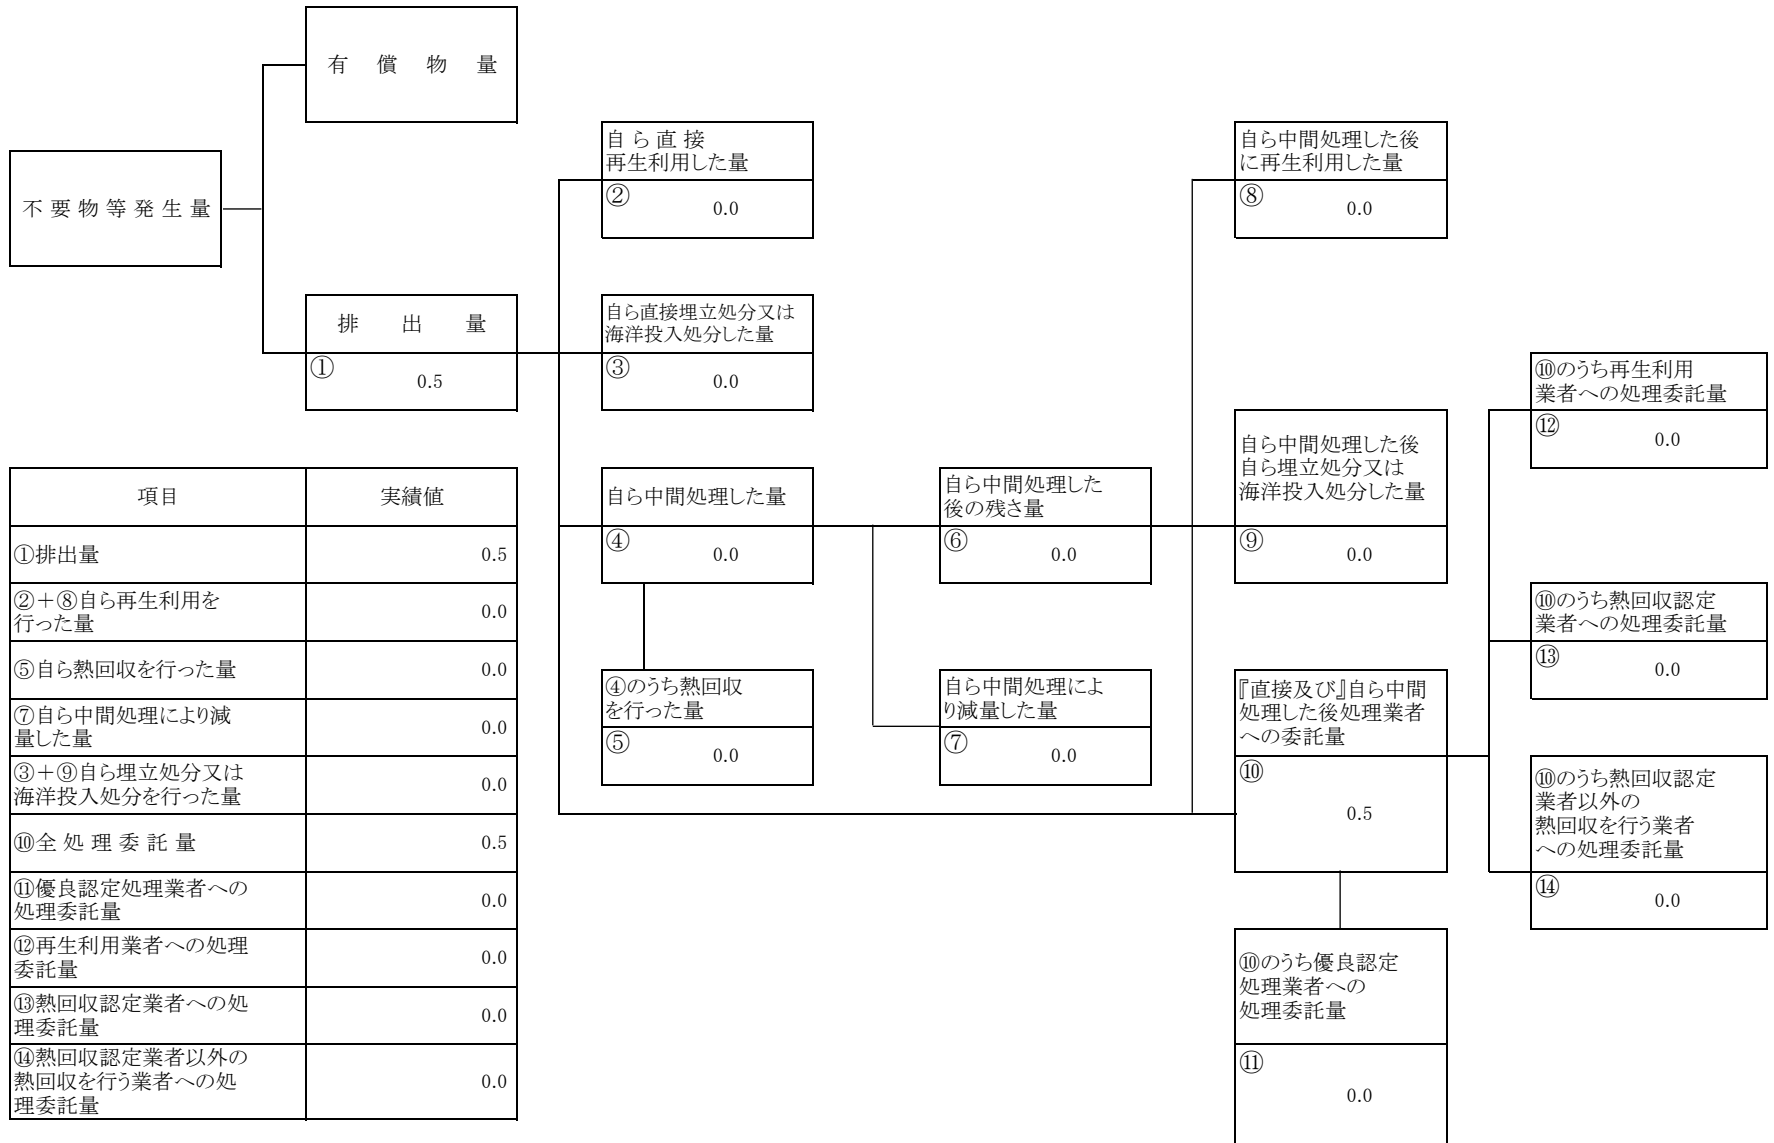 有 償 物 量
不 要 物 等 発 生 量
排 出 量
①
0.5
自 ら 直 接
再生利用した量
②
0.0
自ら直接埋立処分又は
海洋投入処分した量
③
0.0
自ら中間処理した量
④
0.0
④のうち熱回収
を行った量
⑤
0.0
自ら中間処理した
後の残さ量
⑥
0.0
自ら中間処理によ
り減量した量
⑦
0.0
自ら中間処理した後
に再生利用した量
⑧
0.0
自ら中間処理した後
自ら埋立処分又は
海洋投入処分した量
⑨
0.0
『直接及び』自ら中間
処理した後処理業者
への委託量
⑩
0.5
⑩のうち優良認定
処理業者への
処理委託量
⑪
0.0
⑩のうち再生利用
業者への処理委託量
⑫
0.0
⑩のうち熱回収認定
業者への処理委託量
⑬
0.0
⑩のうち熱回収認定
業者以外の
熱回収を行う業者
への処理委託量
⑭
0.0
項目 実績値
①排出量 0.5
②＋⑧自ら再生利用を
行った量 0.0
⑤自ら熱回収を行った量 0.0
⑦自ら中間処理により減
量した量 0.0
③＋⑨自ら埋立処分又は
海洋投入処分を行った量 0.0
⑩全 処 理 委 託 量 0.5
⑪優良認定処理業者への
処理委託量 0.0
⑫再生利用業者への処理
委託量 0.0
⑬熱回収認定業者への処
理委託量 0.0
⑭熱回収認定業者以外の
熱回収を行う業者への処
理委託量 0.0